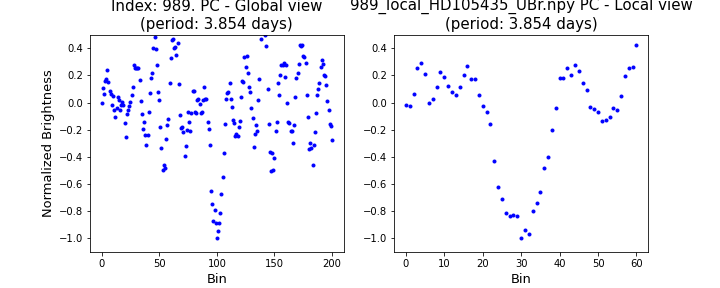 Index: 989. PC - Global view
(period: 3.854 days)
989_local_HD105435_UBr.npy PC - Local view
(period: 3.854 days)
Normalized Brightness
0.4
0.2
0.0
−0.2
−0.4
−0.6
−0.8
−1.0
0 50 100 150 200
Bin
0.4
0.2
0.0
−0.2
−0.4
−0.6
−0.8
−1.0
0 10 20 30 40 50 60
Bin